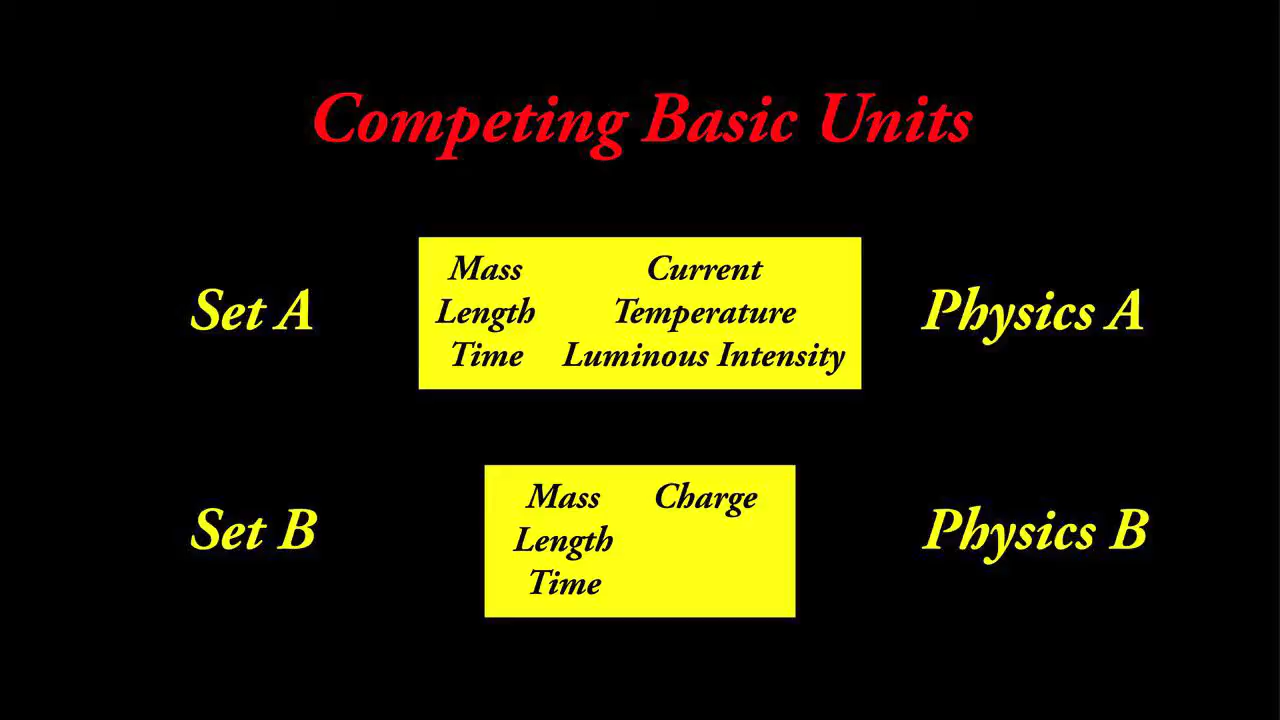 Competing Basic Units
Set A
Mass Current
Length Temperature
Time Luminous Intensity
Physics A
Set B
Mass Charge
Length
Time
Physics B